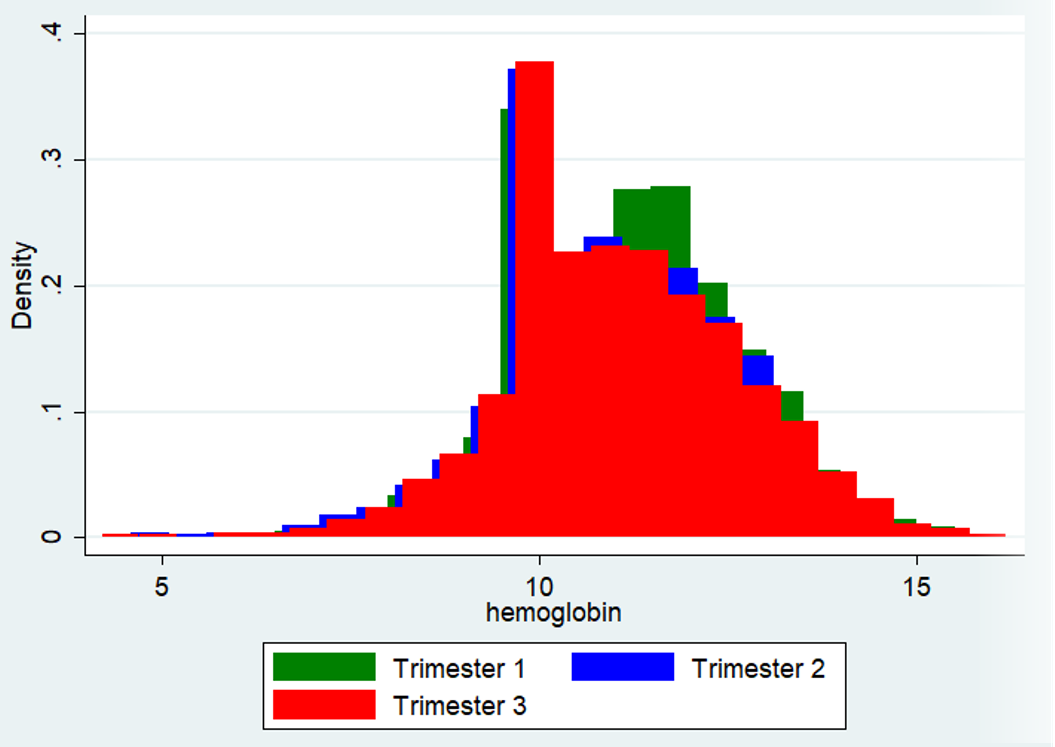 .4
.3
.2
.1
0
Density
5 10 15
hemoglobin
Trimester 1 Trimester 2
Trimester 3